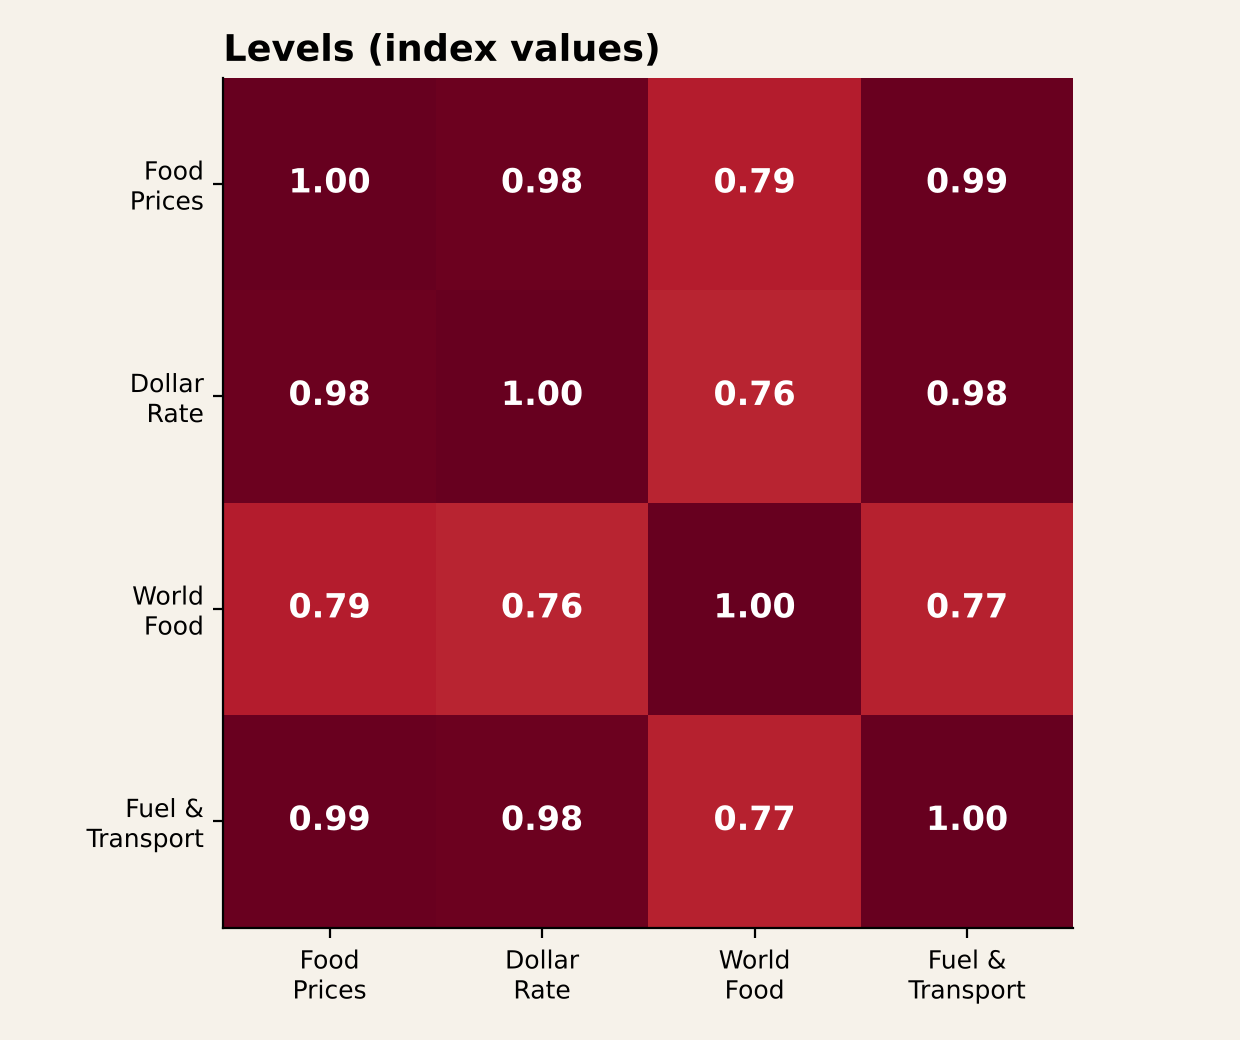 Levels (index values)
Food
Prices
1.00 0.98 0.79 0.99
Dollar
Rate
0.98 1.00 0.76 0.98
World
Food
0.79 0.76 1.00 0.77
Fuel &
Transport
0.99 0.98 0.77 1.00
Food Dollar World Fuel &
Prices Rate Food Transport